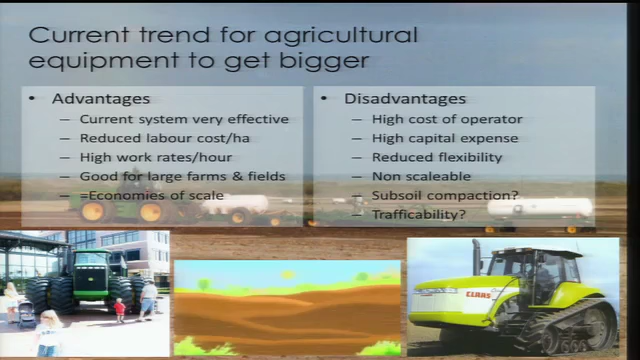 Current trend for agricultural
equipment to get bigger
• Advantages
– Current system very effective
– Reduced labour cost/ha
– High work rates/hour
– Good for large farms & fields
– =Economies of scale
• Disadvantages
– High cost of operator
– High capital expense
– Reduced flexibility
– Non scaleable
– Subsoil compaction?
– Trafficability?
CLAAS